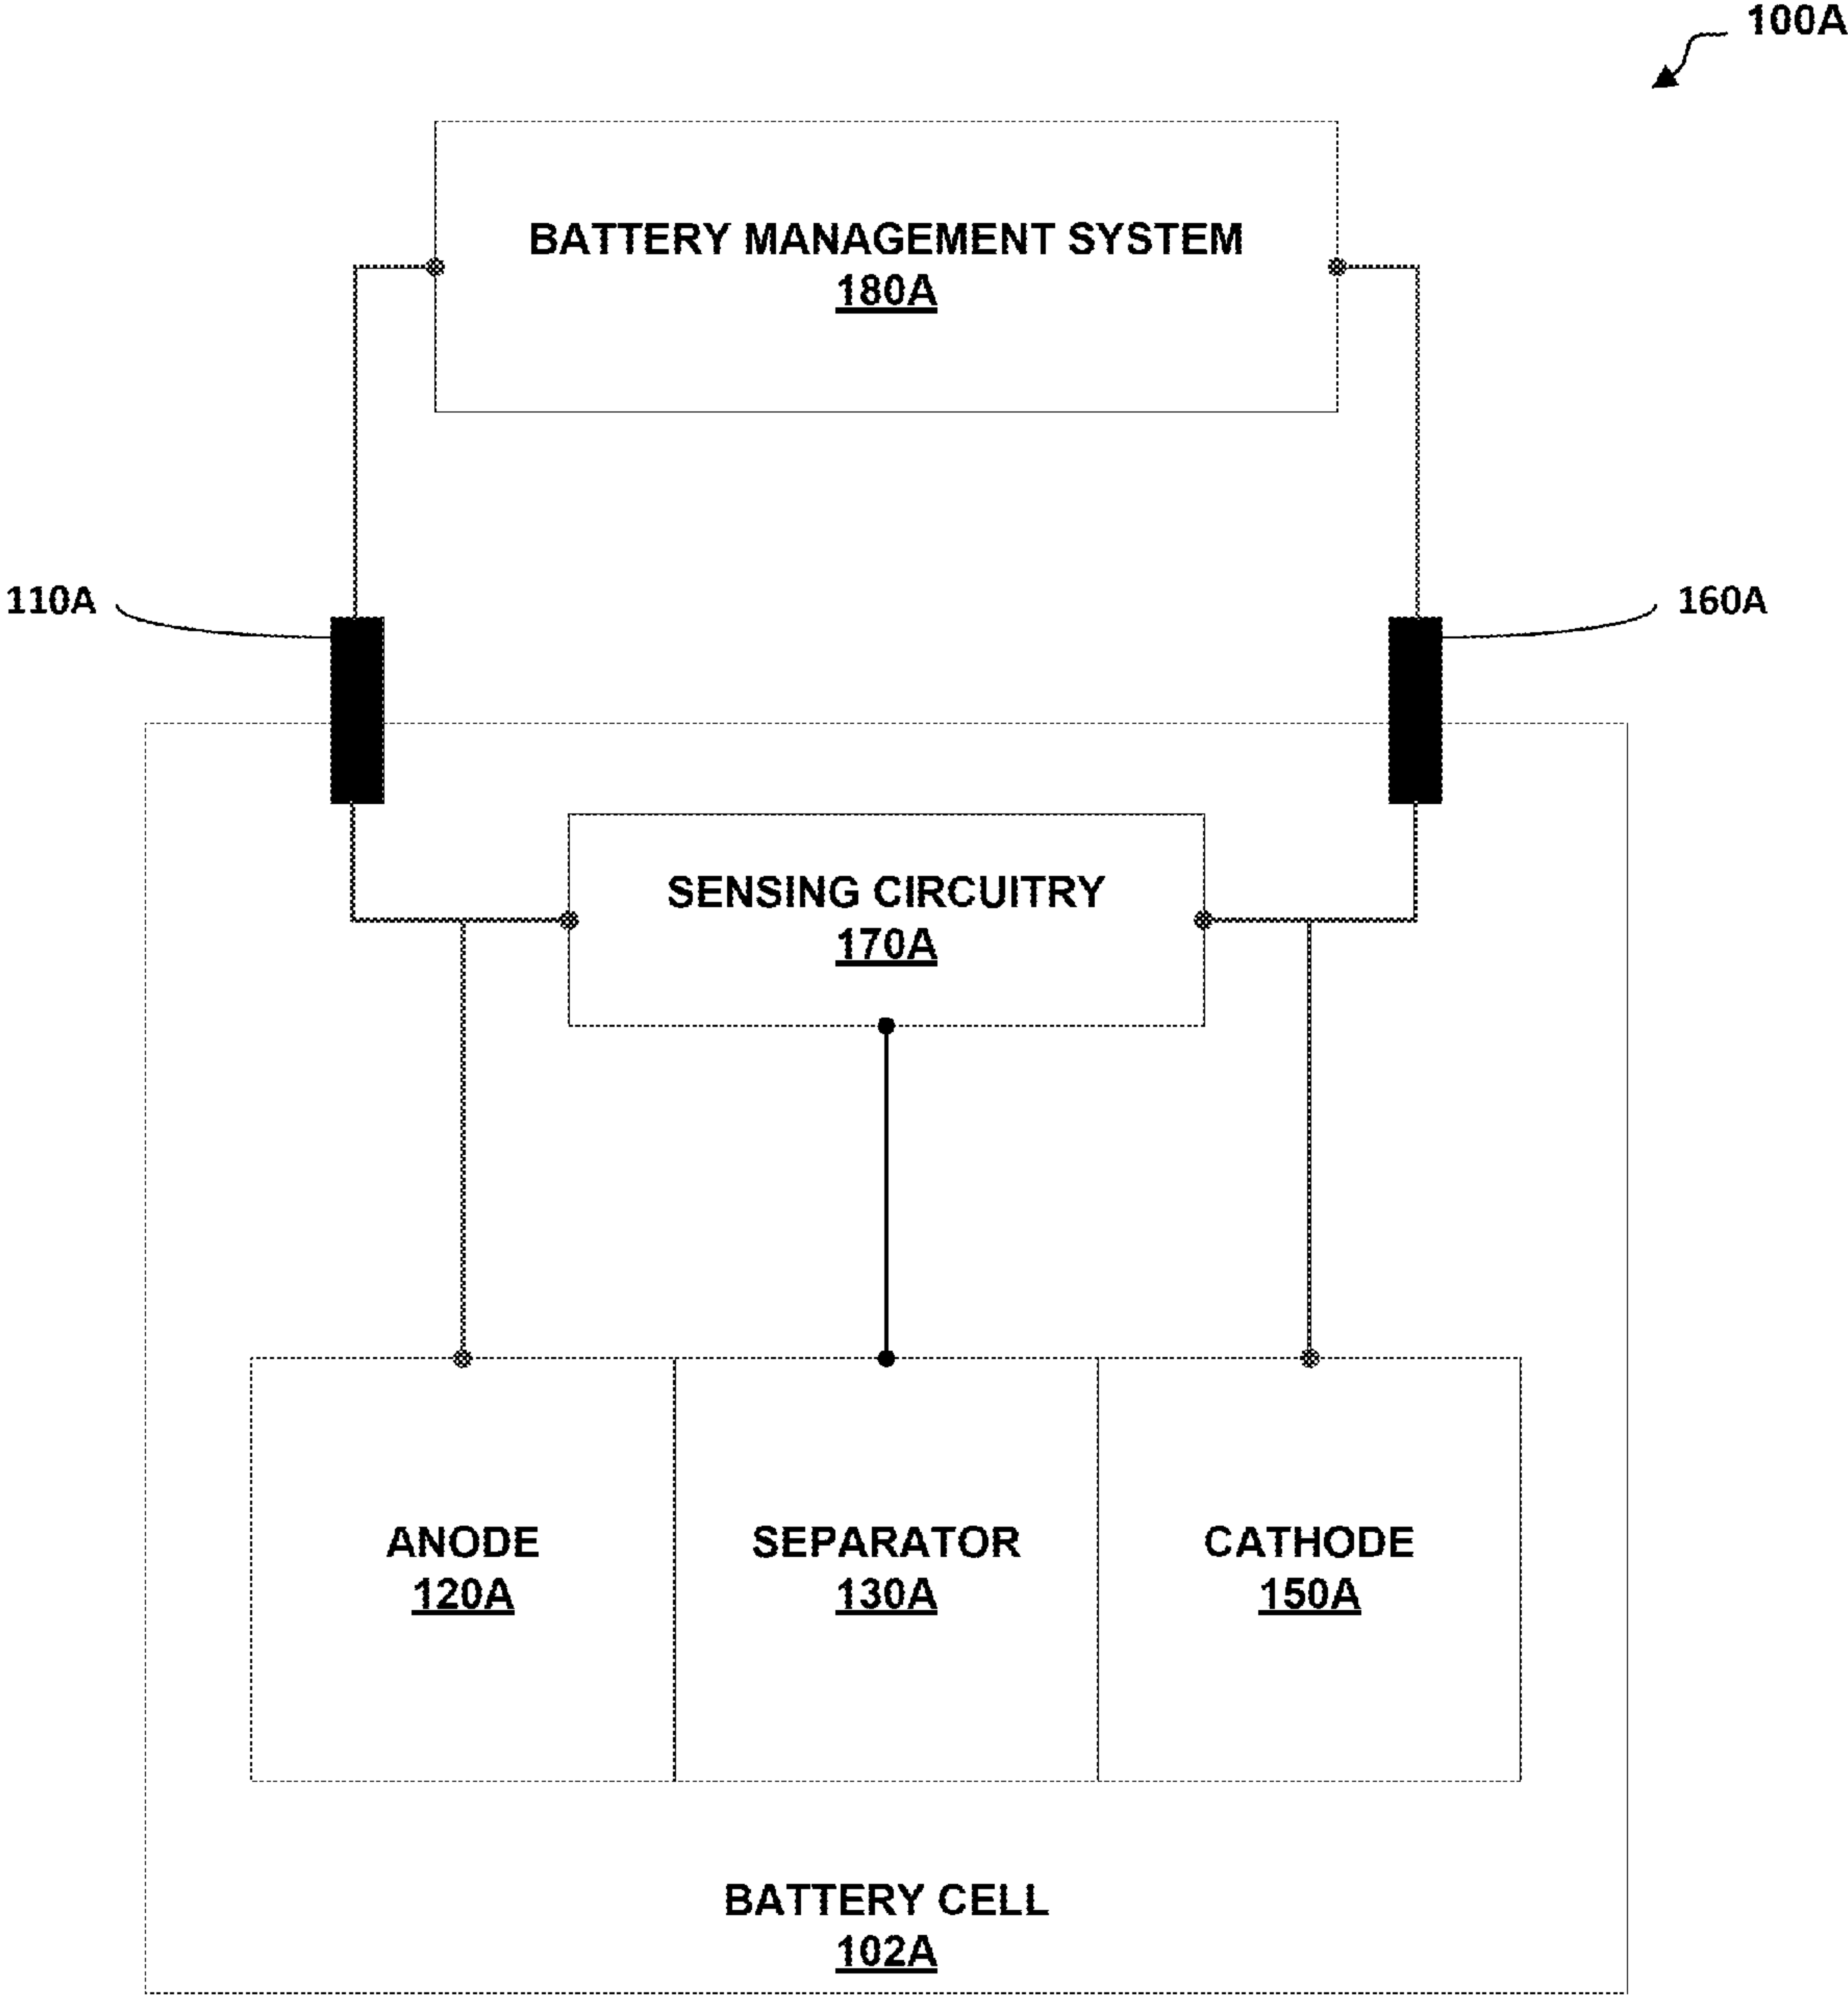 100A
BATTERY MANAGEMENT SYSTEM
180A
110A
160A
SENSING CIRCUITRY
170A
ANODE
120A
SEPARATOR
130A
CATHODE
150A
BATTERY CELL
102A